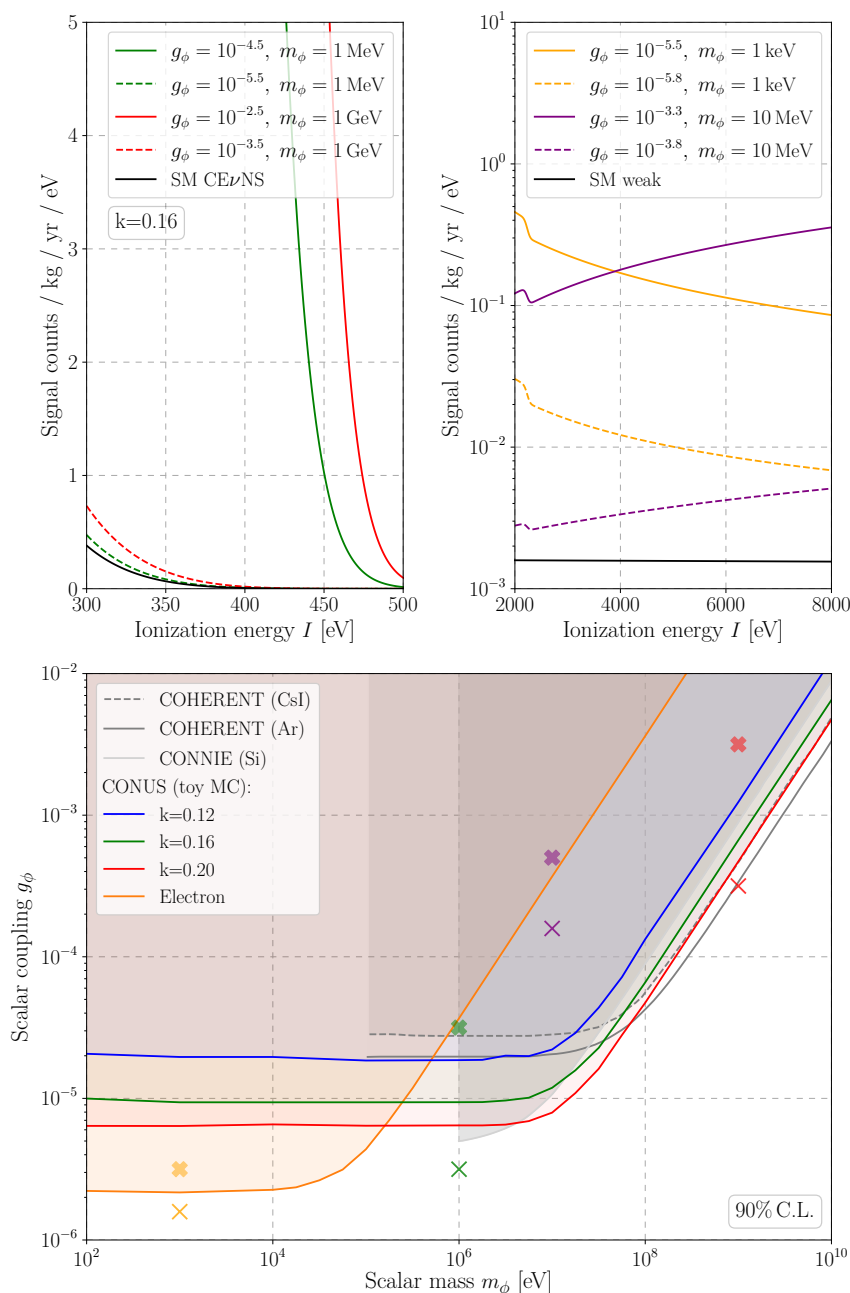 Signal counts / kg / yr / eV
5
4
3
2
1
0
g_ϕ = 10^{-4.5}, m_ϕ = 1 MeV
g_ϕ = 10^{-5.5}, m_ϕ = 1 MeV
g_ϕ = 10^{-2.5}, m_ϕ = 1 GeV
g_ϕ = 10^{-3.5}, m_ϕ = 1 GeV
SM CEνNS
k=0.16
300 350 400 450 500
Ionization energy I [eV]
Signal counts / kg / yr / eV
10^1
10^0
10^{-1}
10^{-2}
10^{-3}
g_ϕ = 10^{-5.5}, m_ϕ = 1 keV
g_ϕ = 10^{-5.8}, m_ϕ = 1 keV
g_ϕ = 10^{-3.3}, m_ϕ = 10 MeV
g_ϕ = 10^{-3.8}, m_ϕ = 10 MeV
SM weak
2000 4000 6000 8000
Ionization energy I [eV]
Scalar coupling g_ϕ
10^{-2}
10^{-3}
10^{-4}
10^{-5}
10^{-6}
COHERENT (CsI)
COHERENT (Ar)
CONNIE (Si)
CONUS (toy MC):
k=0.12
k=0.16
k=0.20
Electron
90% C.L.
10^2 10^4 10^6 10^8 10^{10}
Scalar mass m_ϕ [eV]